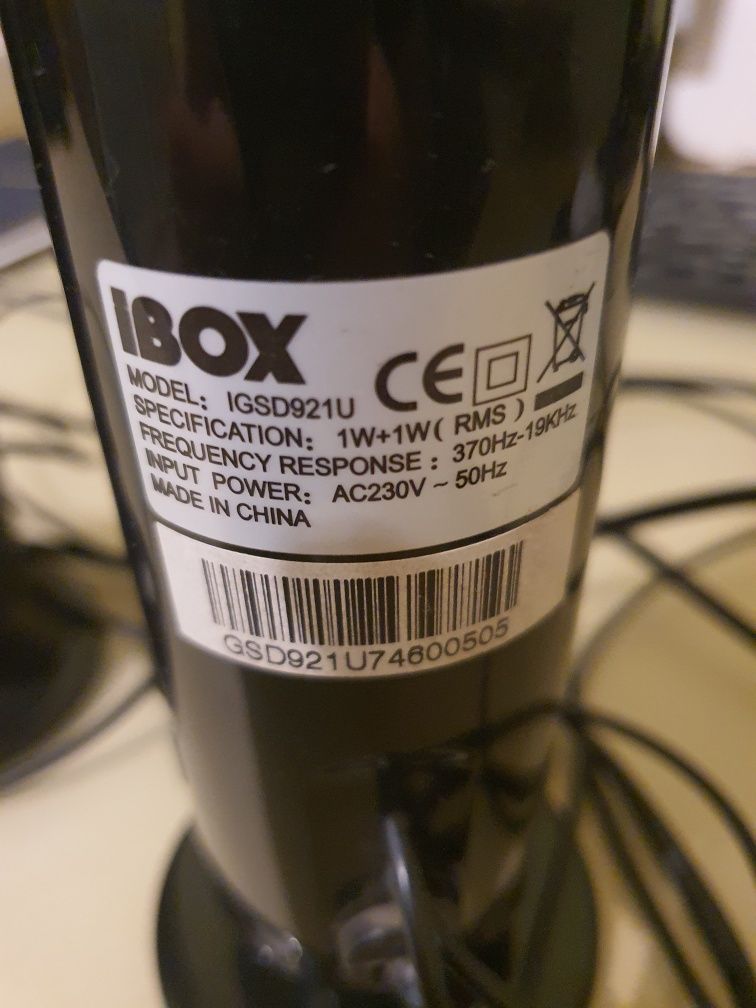 IBOX
CE
MODEL: IGSD921U
SPECIFICATION: 1W+1W( RMS )
FREQUENCY RESPONSE: 370Hz-19KHz
INPUT POWER: AC230V ~ 50Hz
MADE IN CHINA
GSD921U74600505